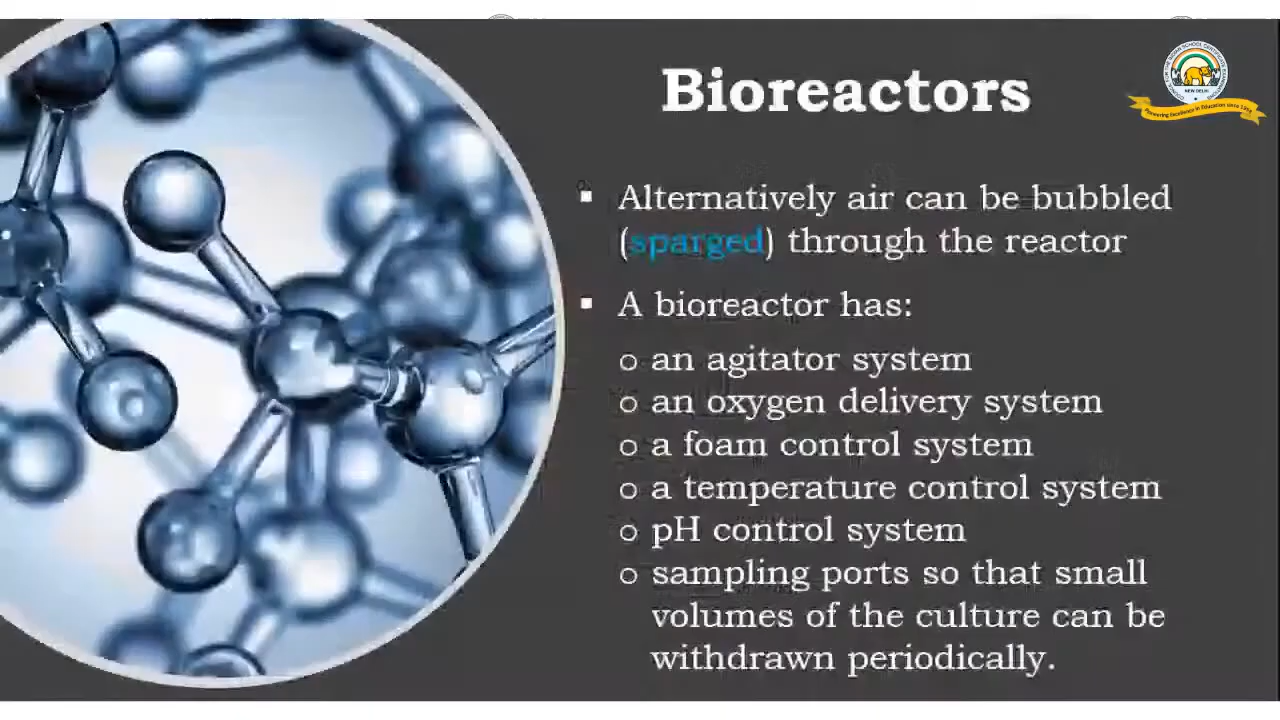 Bioreactors
NEW DELHI
▪ Alternatively air can be bubbled
(sparged) through the reactor
▪ A bioreactor has:
o an agitator system
o an oxygen delivery system
o a foam control system
o a temperature control system
o pH control system
o sampling ports so that small
volumes of the culture can be
withdrawn periodically.